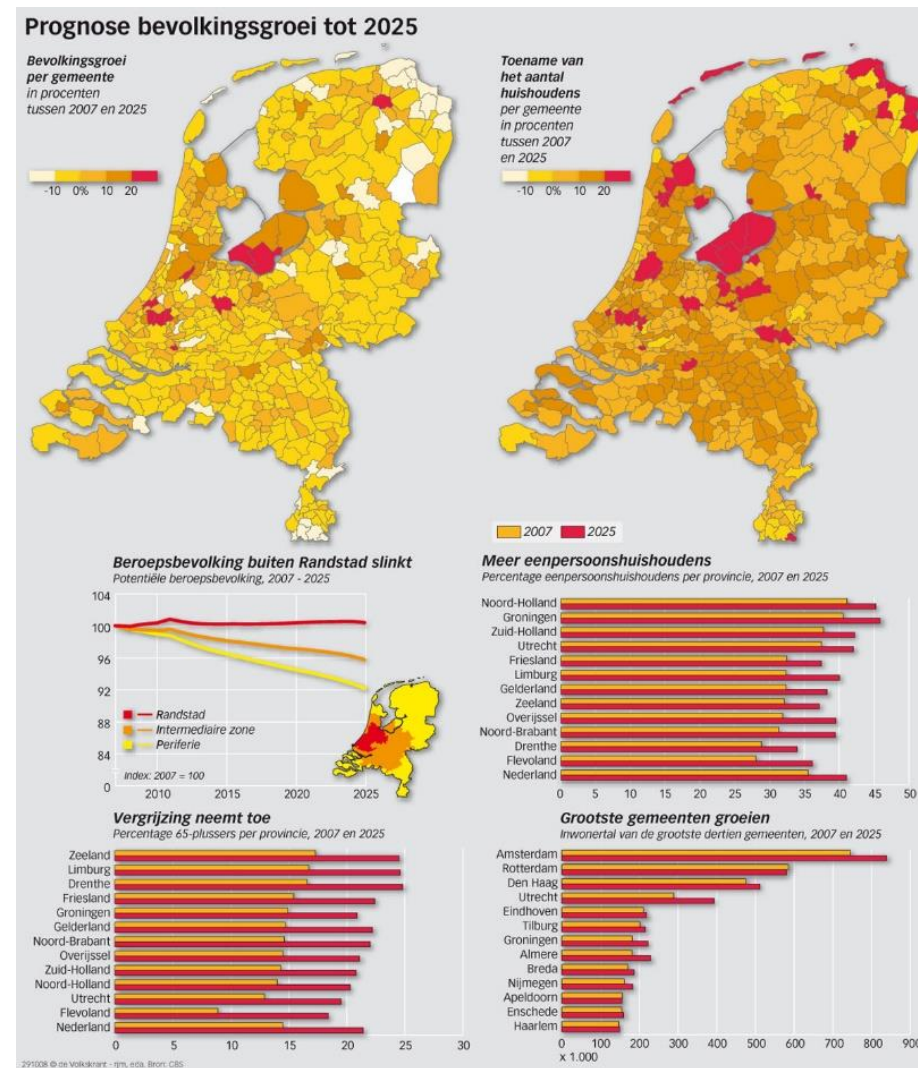 Prognose bevolkingsgroei tot 2025
Bevolkingsgroei
per gemeente
in procenten
tussen 2007 en 2025
-10 0% 10 20
Toename van
het aantal
huishoudens
per gemeente
in procenten
tussen 2007
en 2025
-10 0% 10 20
2007 2025
Beroepsbevolking buiten Randstad slinkt
Potentiële beroepsbevolking, 2007 - 2025
104
100
96
92
88
84
0
Randstad
Intermediaire zone
Periferie
Index: 2007 = 100
2010 2015 2020 2025
Meer eenpersoonshuishoudens
Percentage eenpersoonshuishoudens per provincie, 2007 en 2025
Noord-Holland
Groningen
Zuid-Holland
Utrecht
Friesland
Limburg
Gelderland
Zeeland
Overijssel
Noord-Brabant
Drenthe
Flevoland
Nederland
0 5 10 15 20 25 30 35 40 45 50
Vergrijzing neemt toe
Percentage 65-plussers per provincie, 2007 en 2025
Zeeland
Limburg
Drenthe
Friesland
Groningen
Gelderland
Noord-Brabant
Overijssel
Zuid-Holland
Noord-Holland
Utrecht
Flevoland
Nederland
0 5 10 15 20 25 30
Grootste gemeenten groeien
Inwonertal van de grootste dertien gemeenten, 2007 en 2025
Amsterdam
Rotterdam
Den Haag
Utrecht
Eindhoven
Tilburg
Groningen
Almere
Breda
Nijmegen
Apeldoorn
Enschede
Haarlem
0 100 200 300 400 500 600 700 800 900
x 1.000
291008 © de Volkskrant - rjm, eda. Bron: CBS